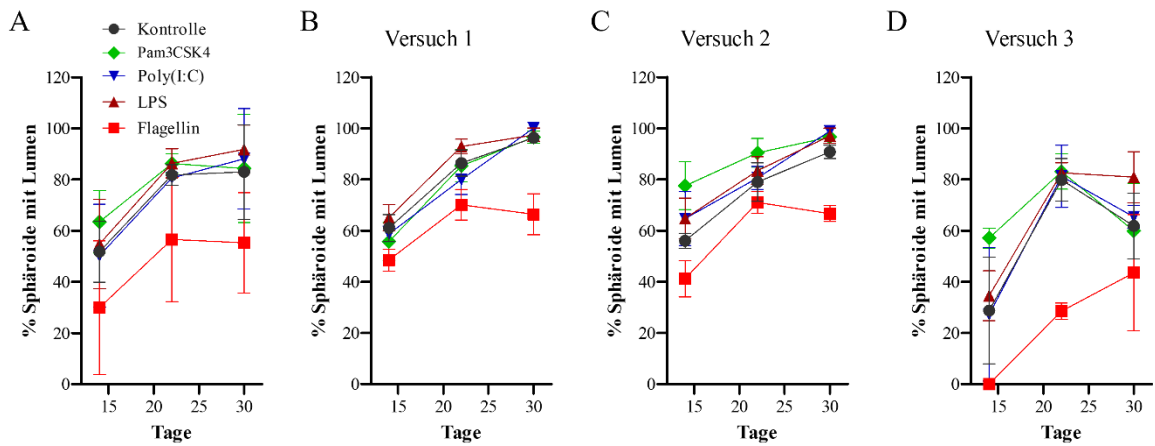 A
Kontrolle
Pam3CSK4
Poly(I:C)
LPS
Flagellin
% Sphäroide mit Lumen
120
100
80
60
40
20
0
15 20 25 30
Tage
B
Versuch 1
% Sphäroide mit Lumen
120
100
80
60
40
20
0
15 20 25 30
Tage
C
Versuch 2
% Sphäroide mit Lumen
120
100
80
60
40
20
0
15 20 25 30
Tage
D
Versuch 3
% Sphäroide mit Lumen
120
100
80
60
40
20
0
15 20 25 30
Tage